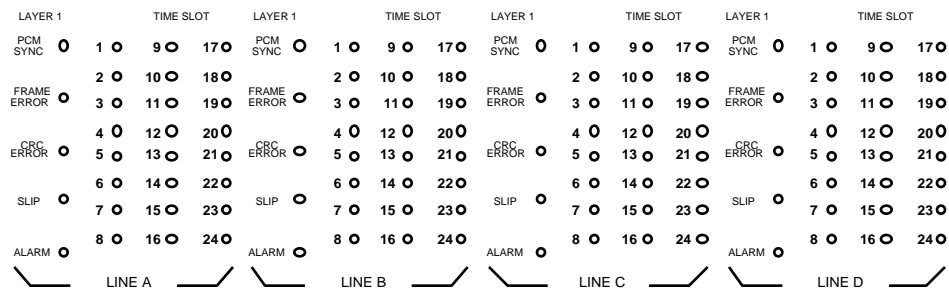 LAYER 1 TIME SLOT LAYER 1 TIME SLOT LAYER 1 TIME SLOT LAYER 1 TIME SLOT
PCM SYNC 1 9 17 PCM SYNC 1 9 17 PCM SYNC 1 9 17 PCM SYNC 1 9 17
2 10 18 2 10 18 2 10 18 2 10 18
FRAME ERROR 3 11 19 FRAME ERROR 3 11 19 FRAME ERROR 3 11 19 FRAME ERROR 3 11 19
4 12 20 4 12 20 4 12 20 4 12 20
CRC ERROR 5 13 21 CRC ERROR 5 13 21 CRC ERROR 5 13 21 CRC ERROR 5 13 21
6 14 22 6 14 22 6 14 22 6 14 22
SLIP 7 15 23 SLIP 7 15 23 SLIP 7 15 23 SLIP 7 15 23
8 16 24 8 16 24 8 16 24 8 16 24
ALARM ALARM ALARM ALARM
LINE A LINE B LINE C LINE D